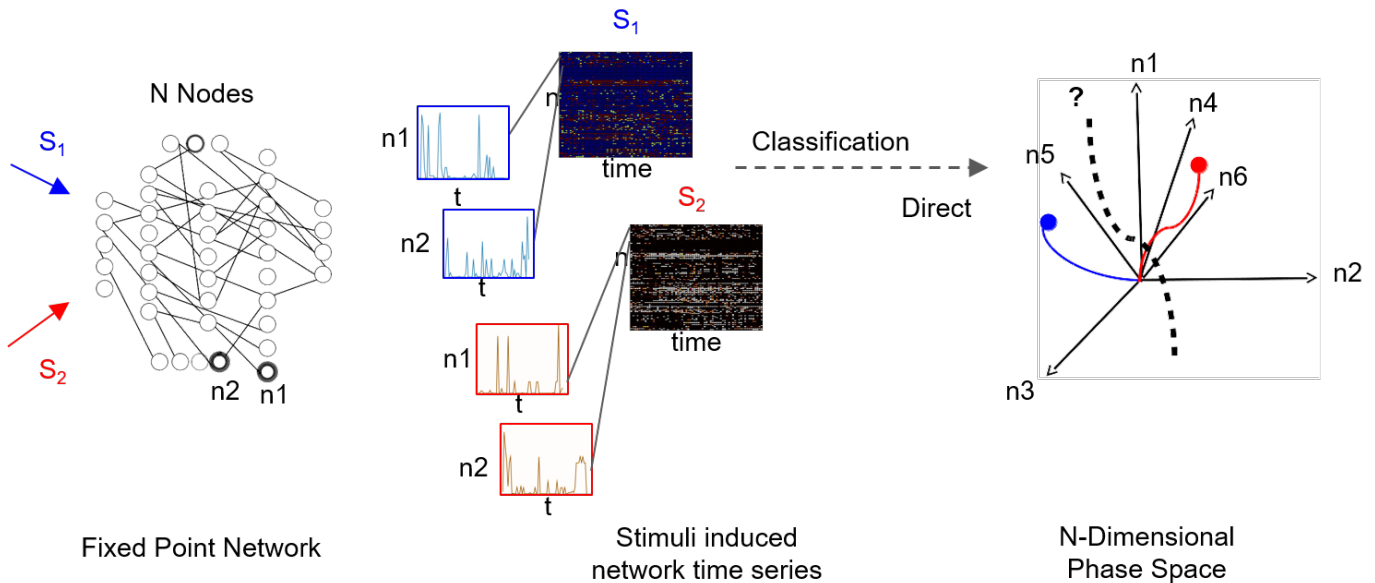 N Nodes
S1
S2
n2
n1
Fixed Point Network
S1
n1
t
n
time
n2
t
S2
n
time
n1
t
n2
t
Stimuli induced
network time series
Classification
Direct
n1
?
n4
n5
n6
n2
n3
N-Dimensional
Phase Space